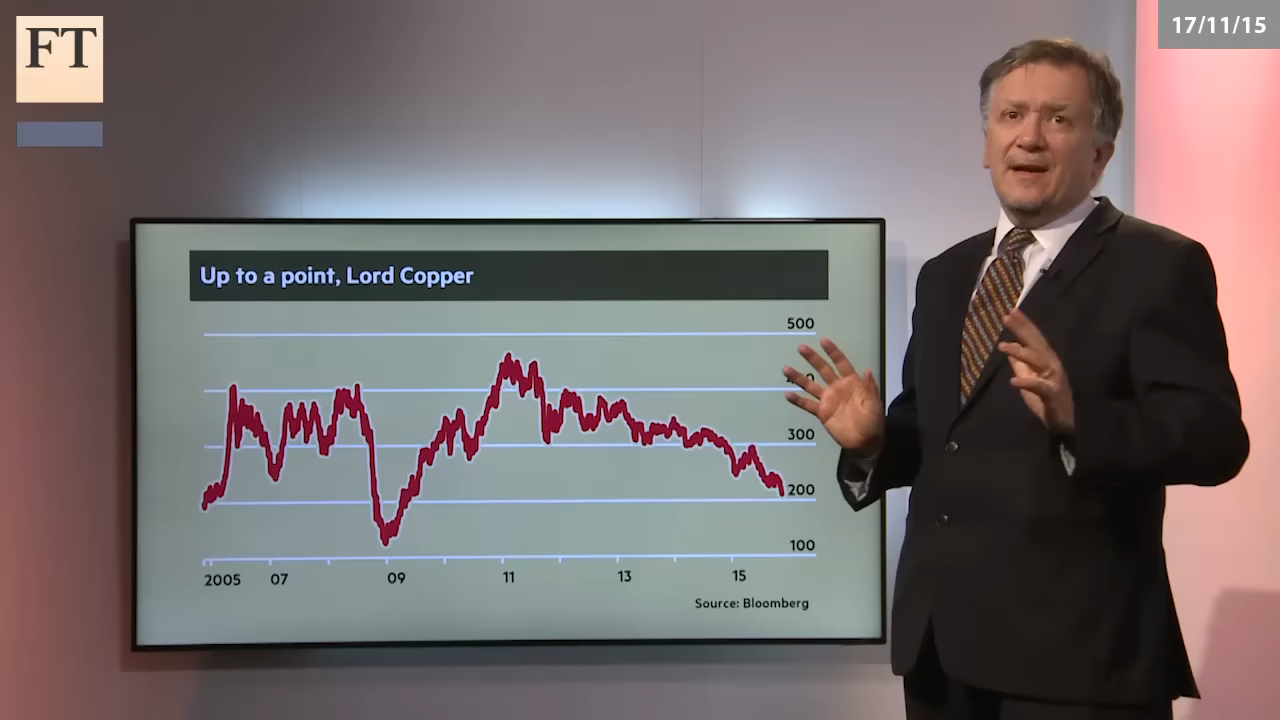 FT
17/11/15
Up to a point, Lord Copper
500
300
200
100
2005 07 09 11 13 15
Source: Bloomberg